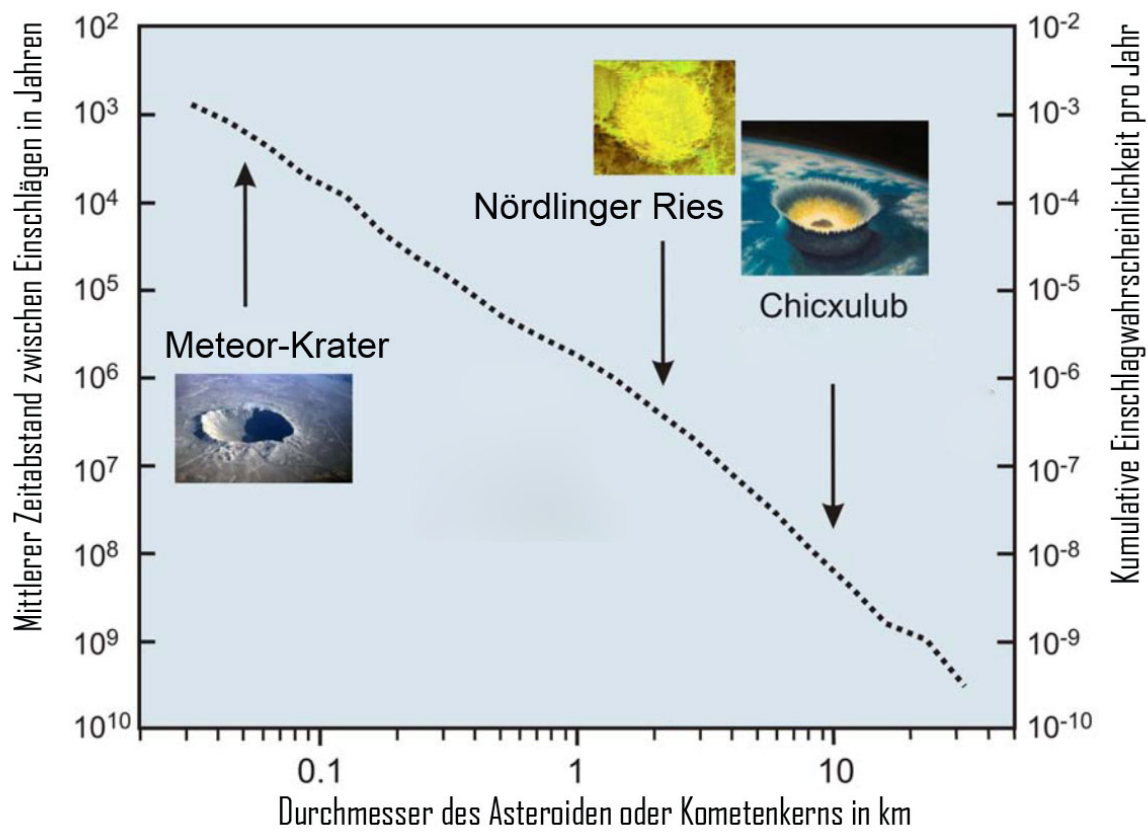 Mittlerer Zeitabstand zwischen Einschlägen in Jahren
10²
10³
10⁴
10⁵
10⁶
10⁷
10⁸
10⁹
10¹⁰
Meteor-Krater
Nördlinger Ries
Chicxulub
10⁻²
10⁻³
10⁻⁴
10⁻⁵
10⁻⁶
10⁻⁷
10⁻⁸
10⁻⁹
10⁻¹⁰
Kumulative Einschlagwahrscheinlichkeit pro Jahr
0.1 1 10
Durchmesser des Asteroiden oder Kometenkerns in km